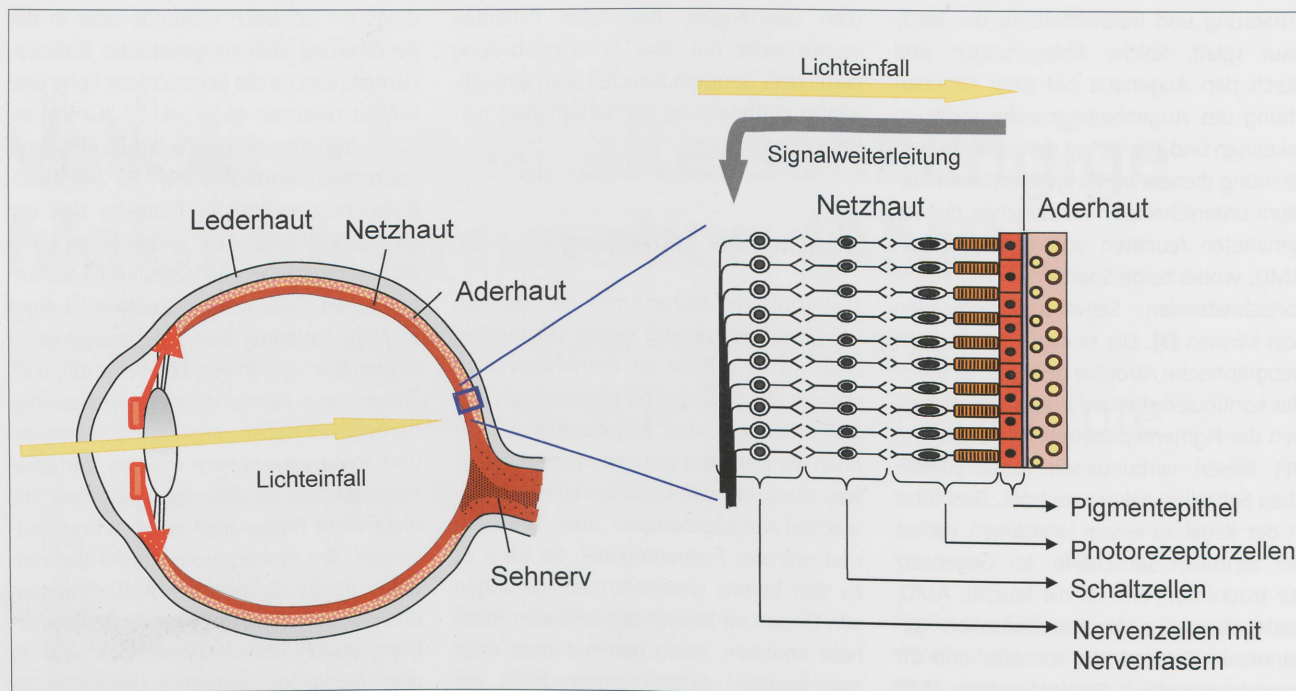 Lichteinfall
Signalweiterleitung
Netzhaut
Aderhaut
Lederhaut
Netzhaut
Aderhaut
Lichteinfall
Sehnerv
Pigmentepithel
Photorezeptorzellen
Schaltzellen
Nervenzellen mit
Nervenfasern